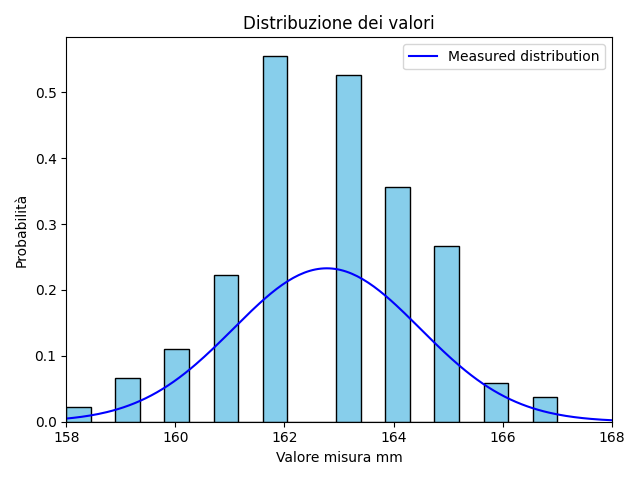 Distribuzione dei valori
Measured distribution
Probabilità
0.5
0.4
0.3
0.2
0.1
0.0
158 160 162 164 166 168
Valore misura mm